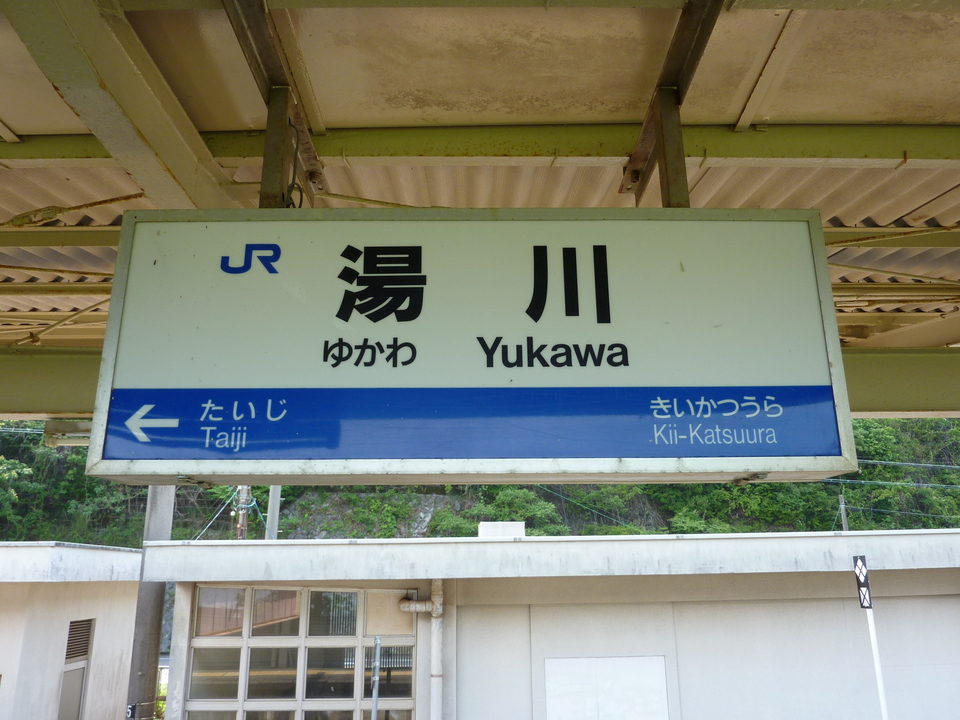 JR 湯川
ゆかわ Yukawa
たいじ きいかつうら
Taiji Kii-Katsuura
5